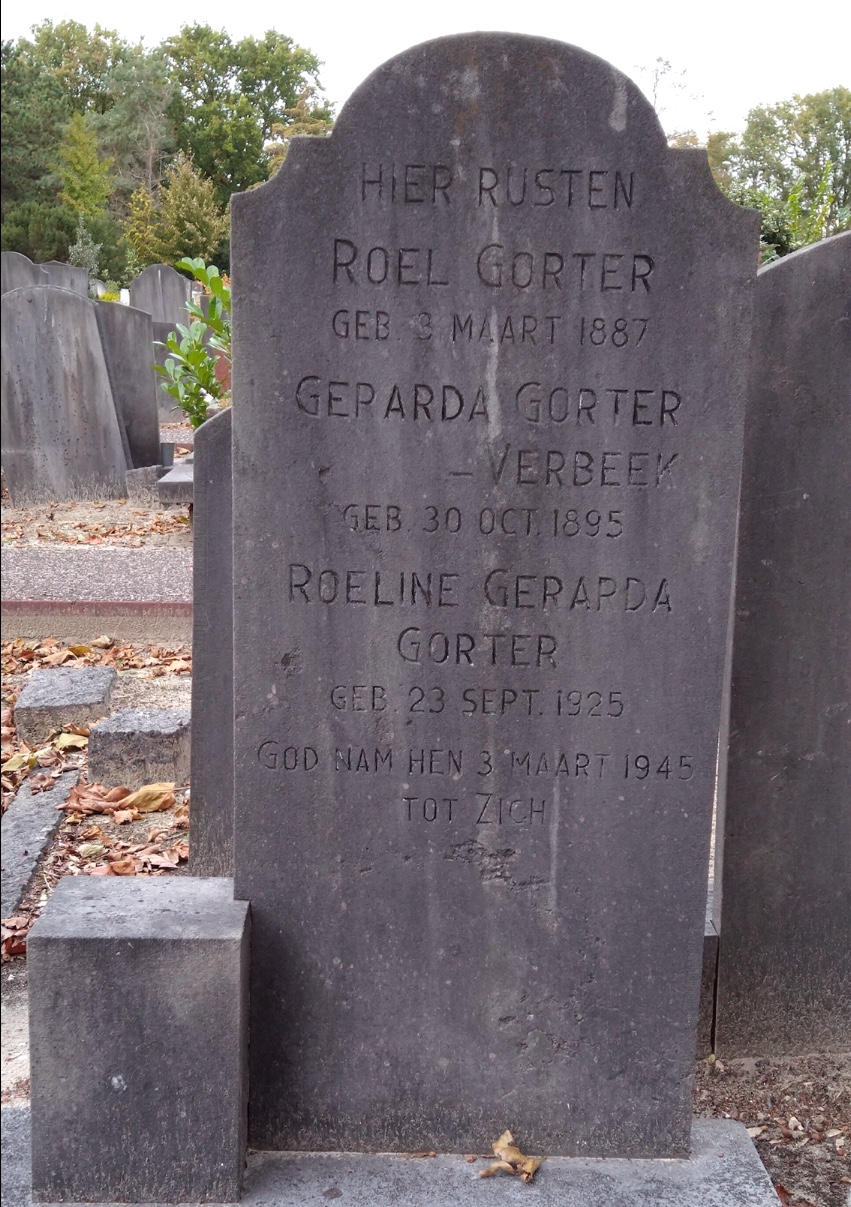 HIER RUSTEN
ROEL GORTER
GEB. 3 MAART 1887
GERARDA GORTER
– VERBEEK
GEB. 30 OCT. 1895
ROELINE GERARDA
GORTER
GEB. 23 SEPT. 1925
GOD NAM HEN 3 MAART 1945
TOT ZICH